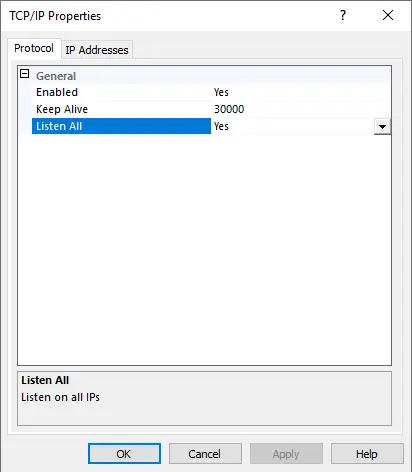 TCP/IP Properties
Protocol
IP Addresses
General
Enabled Yes
Keep Alive 30000
Listen All Yes
Listen All
Listen on all IPs
OK Cancel Apply Help